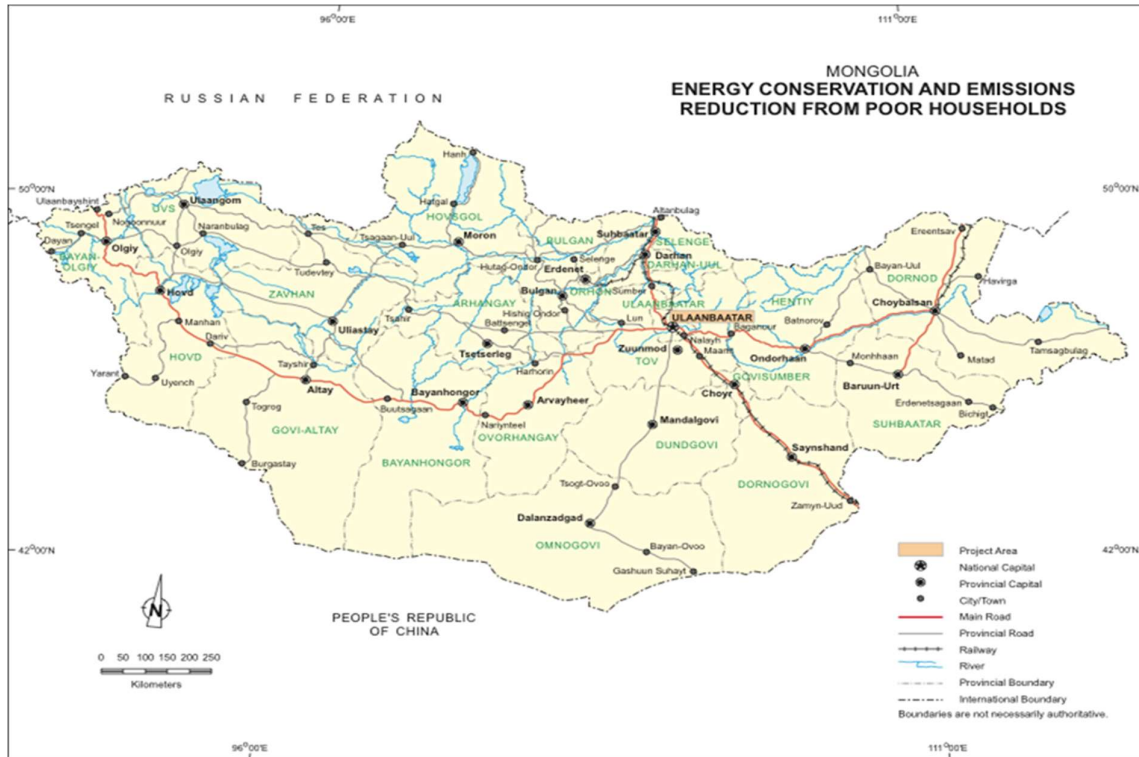 96°00'E
111°00'E
MONGOLIA
ENERGY CONSERVATION AND EMISSIONS
REDUCTION FROM POOR HOUSEHOLDS
RUSSIAN FEDERATION
Hanh
50°00'N
50°00'N
Ulaanbayshint
UVS
Ulaangom
Hatgal
HOVSGOL
Altanbulag
Tsengel
Nogoonnuur
Naranbulag
Tes
Tsagaan-Uul
Moron
BULGAN
Suhbaatar
SELENGE
Ereentsav
Dayan
Olgiy
Olgiy
BAYAN-
OLGIY
Tudevley
Hutag-Ondor
Selenge
Darhan
DARHAN-UUL
Bayan-Uul
DORNOD
Erdenet
Havirga
Hovd
ZAVHAN
ARHANGAY
Bulgan
ORHON
Sumber
ULAANBAATAR
HENTIY
Choybalsan
Manhan
Uliastay
Tsahir
Hishig Ondor
Battsengel
Lun
ULAANBAATAR
Baganuur
Batnorov
Dariv
Tsetserleg
Zuunmod
Nalayh
Maant
Ondorhaan
Tamsagbulag
HOVD
Tayshir
Harhorin
TOV
Monhhaan
Matad
Yarant
Uyench
Altay
Bayanhongor
GOVISUMBER
Baruun-Urt
Togrog
Buutsagaan
Arvayheer
Choyr
Erdenetsagaan
Bichigt
Nariynteel
Mandalgovi
SUHBAATAR
GOVI-ALTAY
OVORHANGAY
DUNDGOVI
Burgastay
BAYANHONGOR
Saynshand
Tsogt-Ovoo
DORNOGOVI
Zamyn-Uud
Dalanzadgad
OMNOGOVI
Bayan-Ovoo
Gashuun Suhayt
42°00'N
42°00'N
PEOPLE'S REPUBLIC
OF CHINA
N
0 50 100 150 200 250
Kilometers
Project Area
National Capital
Provincial Capital
City/Town
Main Road
Provincial Road
Railway
River
Provincial Boundary
International Boundary
Boundaries are not necessarily authoritative.
96°00'E
111°00'E